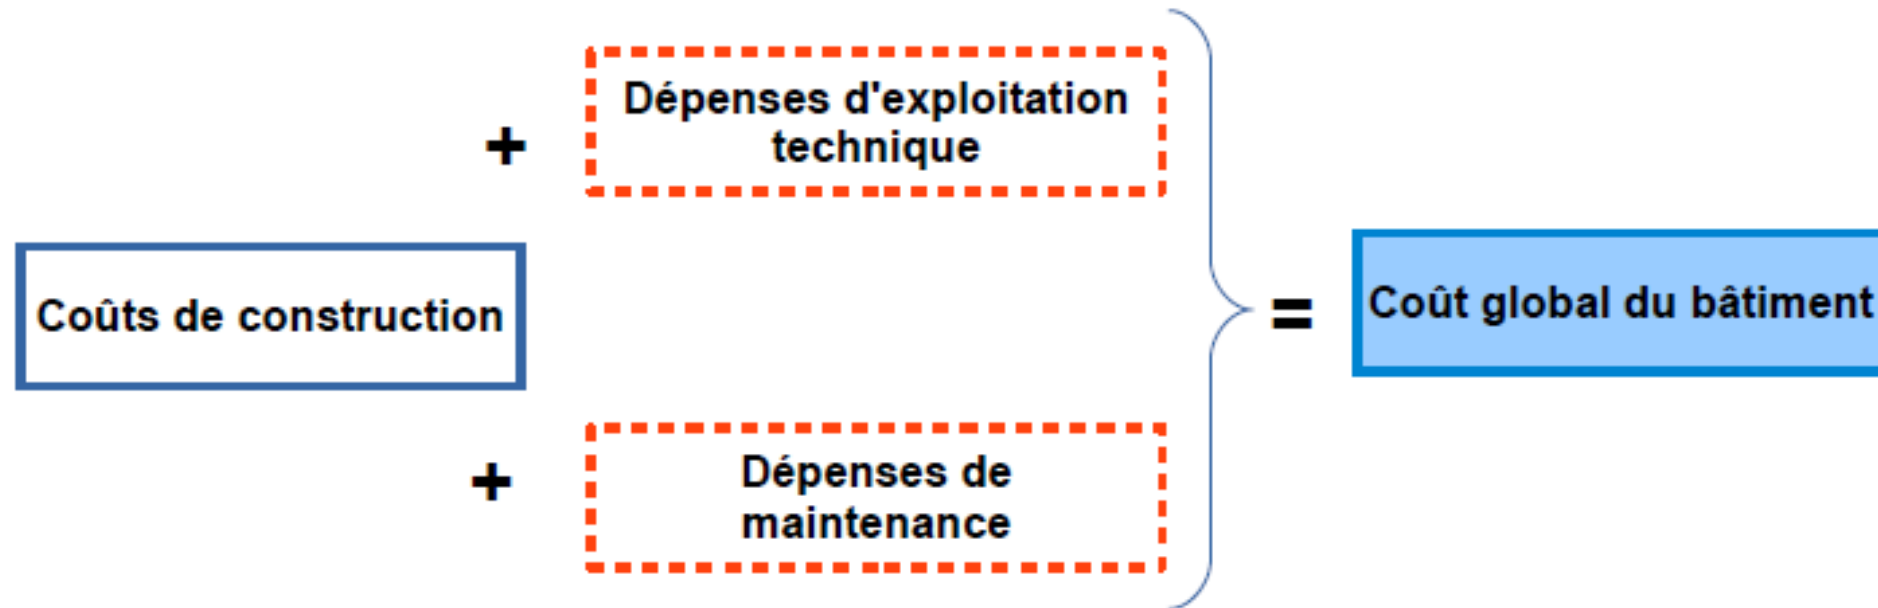 +
Dépenses d'exploitation
technique
Coûts de construction
=
Coût global du bâtiment
+
Dépenses de
maintenance